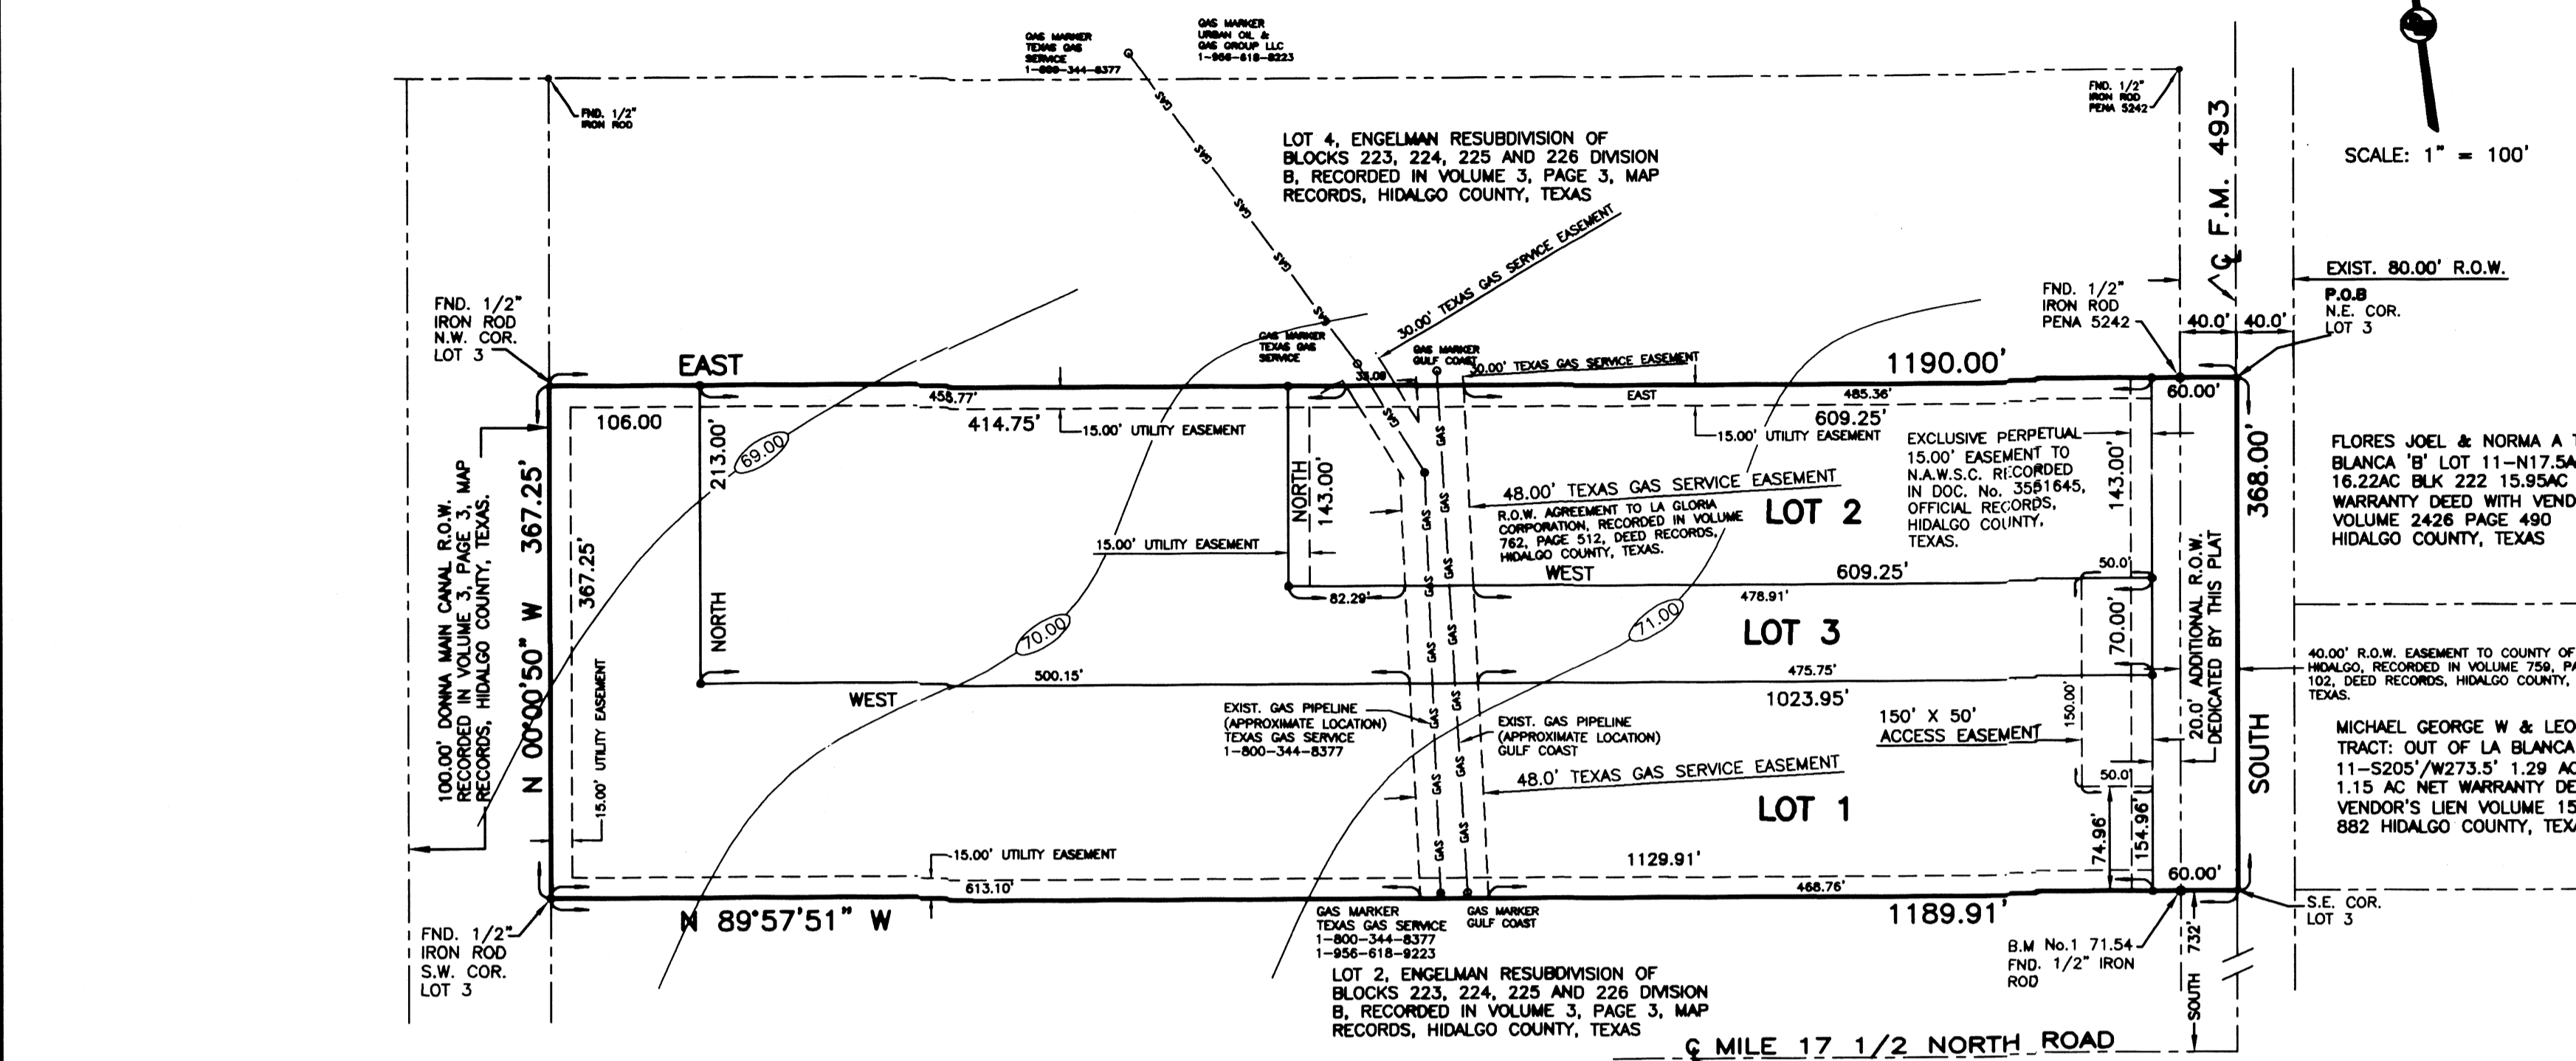 GAS MARKER
TEXAS GAS
SERVICE
1-800-344-8377
GAS MARKER
URBAN OIL &
GAS GROUP LLC
1-956-618-9223
FND. 1/2"
IRON ROD
FND. 1/2"
IRON ROD
PENA 5242
LOT 4, ENGELMAN RESUBDIVISION OF
BLOCKS 223, 224, 225 AND 226 DIVISION
B, RECORDED IN VOLUME 3, PAGE 3, MAP
RECORDS, HIDALGO COUNTY, TEXAS
℄ F.M. 493
SCALE: 1" = 100'
GAS GAS GAS GAS GAS GAS
30.00' TEXAS GAS SERVICE EASEMENT
EXIST. 80.00' R.O.W.
P.O.B
N.E. COR.
LOT 3
40.0' 40.0'
FND. 1/2"
IRON ROD
PENA 5242
FND. 1/2"
IRON ROD
N.W. COR.
LOT 3
GAS MARKER
TEXAS GAS
SERVICE
GAS MARKER
GULF COAST
30.00' TEXAS GAS SERVICE EASEMENT
EAST
1190.00'
60.00'
455.77'
EAST
485.36'
106.00
414.75'
609.25'
15.00' UTILITY EASEMENT
15.00' UTILITY EASEMENT
213.00'
NORTH
69.00
NORTH
143.00'
GAS GAS
48.00' TEXAS GAS SERVICE EASEMENT
R.O.W. AGREEMENT TO LA GLORIA
CORPORATION, RECORDED IN VOLUME
762, PAGE 512, DEED RECORDS,
HIDALGO COUNTY, TEXAS.
LOT 2
EXCLUSIVE PERPETUAL
15.00' EASEMENT TO
N.A.W.S.C. RECORDED
IN DOC. No. 3551645,
OFFICIAL RECORDS,
HIDALGO COUNTY,
TEXAS.
143.00'
368.00'
SOUTH
FLORES JOEL & NORMA A
BLANCA 'B' LOT 11-N17.5A
16.22AC BLK 222 15.95AC
WARRANTY DEED WITH VEND
VOLUME 2426 PAGE 490
HIDALGO COUNTY, TEXAS
100.00' DONNA MAIN CANAL R.O.W.
RECORDED IN VOLUME 3, PAGE 3, MAP
RECORDS, HIDALGO COUNTY, TEXAS.
N 00°00'50" W 367.25'
367.25'
15.00' UTILITY EASEMENT
15.00' UTILITY EASEMENT
WEST
609.25'
50.0'
82.29'
478.91'
70.00
71.00
LOT 3
70.00'
20.0' ADDITIONAL R.O.W.
DEDICATED BY THIS PLAT
40.00' R.O.W. EASEMENT TO COUNTY OF
HIDALGO, RECORDED IN VOLUME 759, PA
102, DEED RECORDS, HIDALGO COUNTY,
TEXAS.
500.15'
475.75'
WEST
1023.95'
EXIST. GAS PIPELINE
(APPROXIMATE LOCATION)
TEXAS GAS SERVICE
1-800-344-8377
EXIST. GAS PIPELINE
(APPROXIMATE LOCATION)
GULF COAST
GAS GAS GAS GAS GAS GAS GAS GAS GAS GAS
150' X 50'
ACCESS EASEMENT
150.00'
MICHAEL GEORGE W & LEO
TRACT: OUT OF LA BLANCA
11-S205'/W273.5' 1.29 AC
1.15 AC NET WARRANTY DE
VENDOR'S LIEN VOLUME 15
882 HIDALGO COUNTY, TEX
48.0' TEXAS GAS SERVICE EASEMENT
LOT 1
50.0'
74.96'
154.96'
15.00' UTILITY EASEMENT
1129.91'
613.10'
468.76'
60.00'
N 89°57'51" W
1189.91'
FND. 1/2"
IRON ROD
S.W. COR.
LOT 3
GAS MARKER
TEXAS GAS SERVICE
1-800-344-8377
1-956-618-9223
GAS MARKER
GULF COAST
S.E. COR.
LOT 3
B.M No.1 71.54
FND. 1/2" IRON
ROD
SOUTH 732'
LOT 2, ENGELMAN RESUBDIVISION OF
BLOCKS 223, 224, 225 AND 226 DIVISION
B, RECORDED IN VOLUME 3, PAGE 3, MAP
RECORDS, HIDALGO COUNTY, TEXAS
℄ MILE 17 1/2 NORTH ROAD